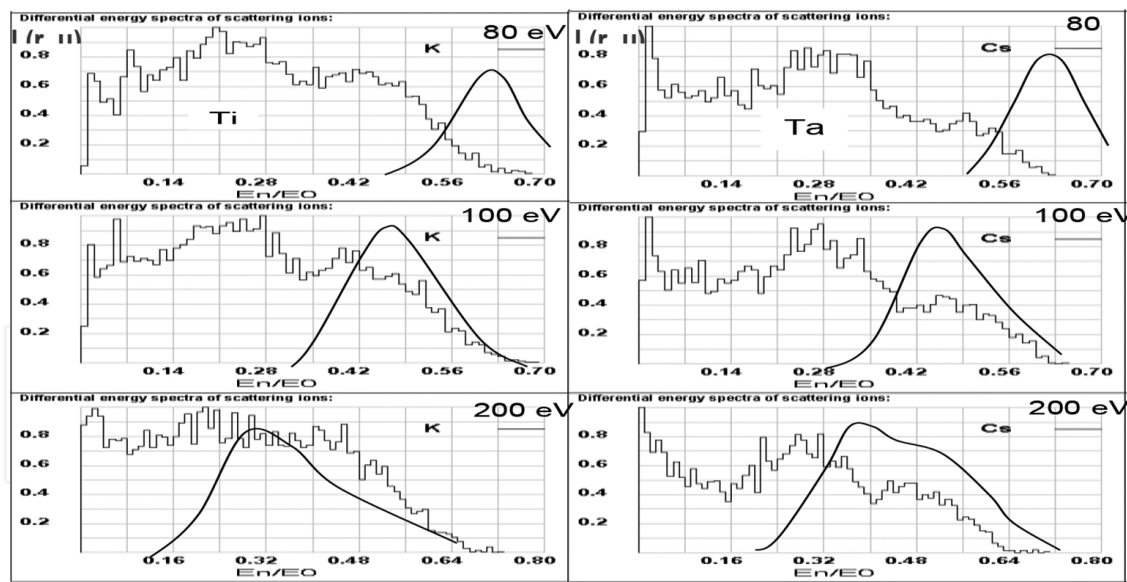 Differential energy spectra of scattering ions:
80 eV
K
0.8
0.6
0.4
0.2
Ti
0.14 0.28 0.42 0.56 0.70
En/EO
Differential energy spectra of scattering ions:
80
Cs
0.8
0.6
0.4
0.2
Ta
0.14 0.28 0.42 0.56 0.70
En/EO
Differential energy spectra of scattering ions:
100 eV
K
0.8
0.6
0.4
0.2
0.14 0.28 0.42 0.56 0.70
En/EO
Differential energy spectra of scattering ions:
100 eV
Cs
0.8
0.6
0.4
0.2
0.14 0.28 0.42 0.56 0.70
En/EO
Differential energy spectra of scattering ions:
200 eV
K
0.8
0.6
0.4
0.2
0.16 0.32 0.48 0.64 0.80
En/EO
Differential energy spectra of scattering ions:
200 eV
Cs
0.8
0.6
0.4
0.2
0.16 0.32 0.48 0.64 0.80
En/EO